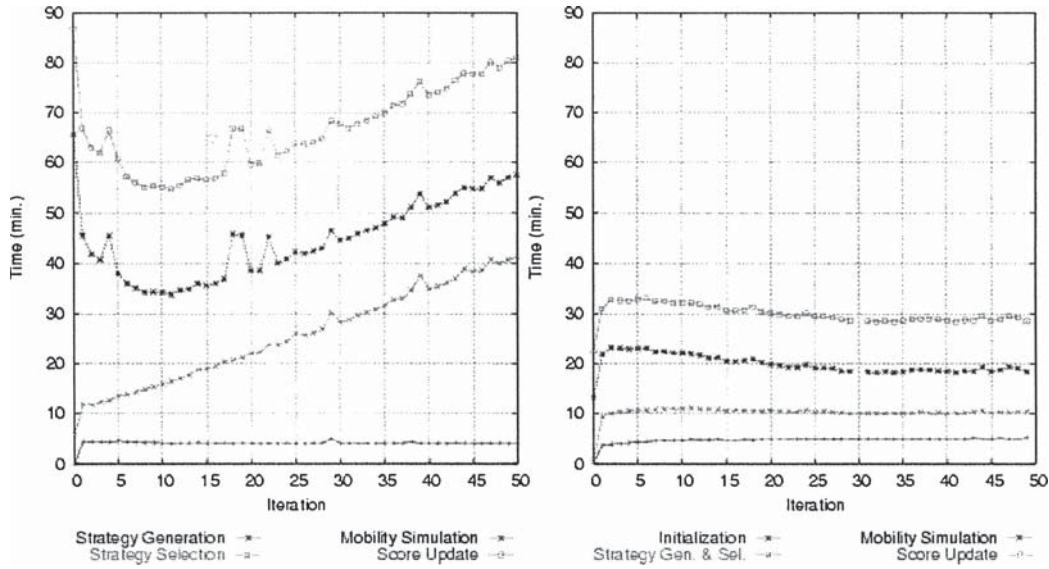 90
80
70
60
50
40
30
20
10
0
Time (min.)
0 5 10 15 20 25 30 35 40 45 50
Iteration
Strategy Generation
Mobility Simulation
Strategy Selection
Score Update
90
80
70
60
50
40
30
20
10
0
Time (min.)
0 5 10 15 20 25 30 35 40 45 50
Iteration
Initialization
Mobility Simulation
Strategy Gen. & Sel.
Score Update